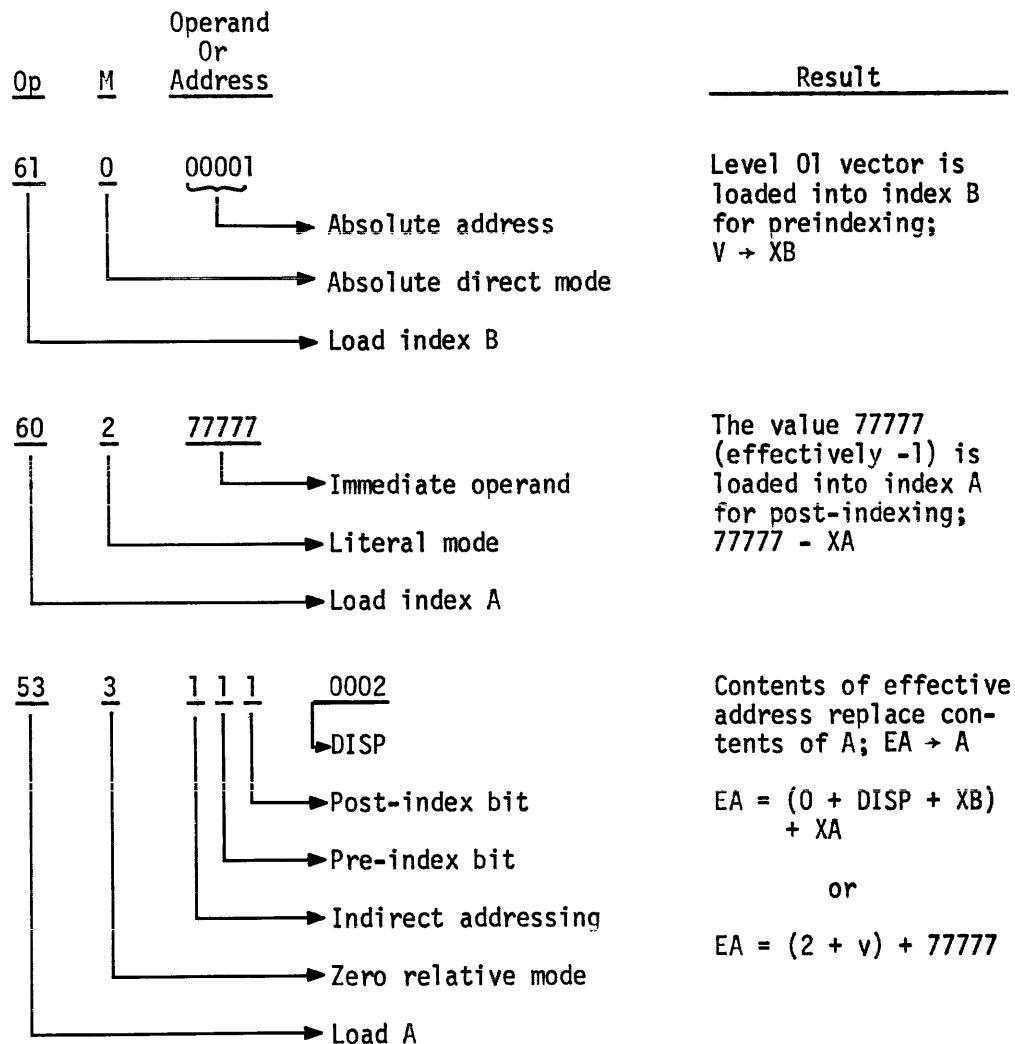 Operand
Or
Op M Address Result
61 0 00001
Level 01 vector is
loaded into index B
for preindexing;
V → XB
Absolute address
Absolute direct mode
Load index B
60 2 77777
The value 77777
(effectively -1) is
loaded into index A
for post-indexing;
77777 - XA
Immediate operand
Literal mode
Load index A
53 3 1 1 1 0002
Contents of effective
address replace con-
tents of A; EA → A
EA = (0 + DISP + XB)
+ XA
or
EA = (2 + v) + 77777
DISP
Post-index bit
Pre-index bit
Indirect addressing
Zero relative mode
Load A